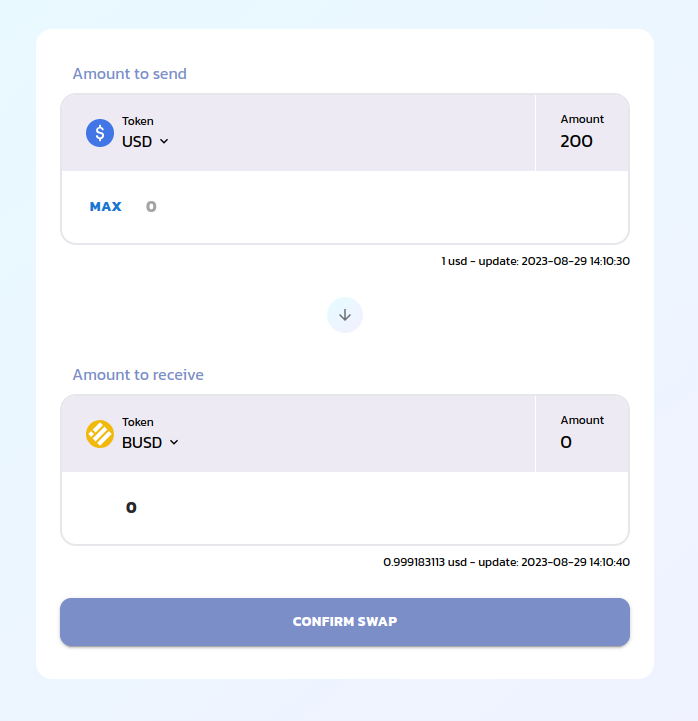 Amount to send
Token
USD
Amount
200
MAX 0
1 usd - update: 2023-08-29 14:10:30
Amount to receive
Token
BUSD
Amount
0
0
0.999183113 usd - update: 2023-08-29 14:10:40
CONFIRM SWAP